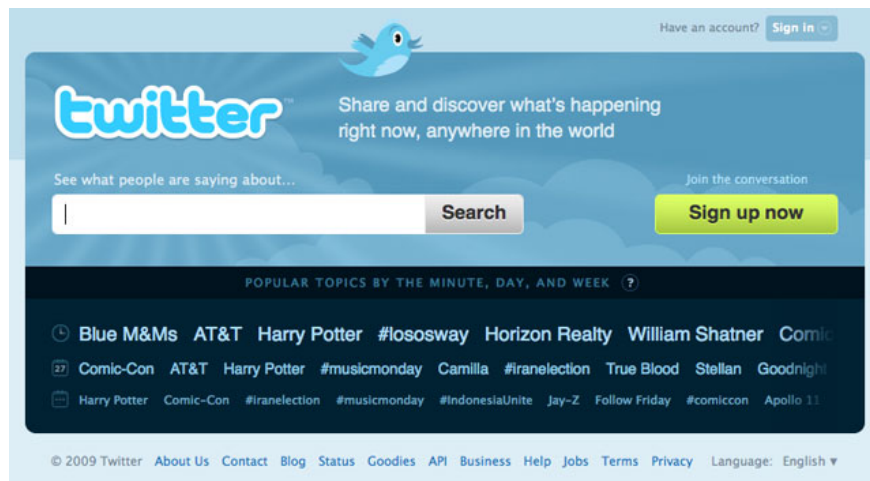 Have an account? Sign in
twitter™
Share and discover what's happening
right now, anywhere in the world
See what people are saying about...
Join the conversation
Search
Sign up now
POPULAR TOPICS BY THE MINUTE, DAY, AND WEEK ?
Blue M&Ms AT&T Harry Potter #lososway Horizon Realty William Shatner Comic
27 Comic-Con AT&T Harry Potter #musicmonday Camilla #iranelection True Blood Stellan Goodnight
Harry Potter Comic-Con #iranelection #musicmonday #IndonesiaUnite Jay-Z Follow Friday #comiccon Apollo 11
© 2009 Twitter About Us Contact Blog Status Goodies API Business Help Jobs Terms Privacy Language: English